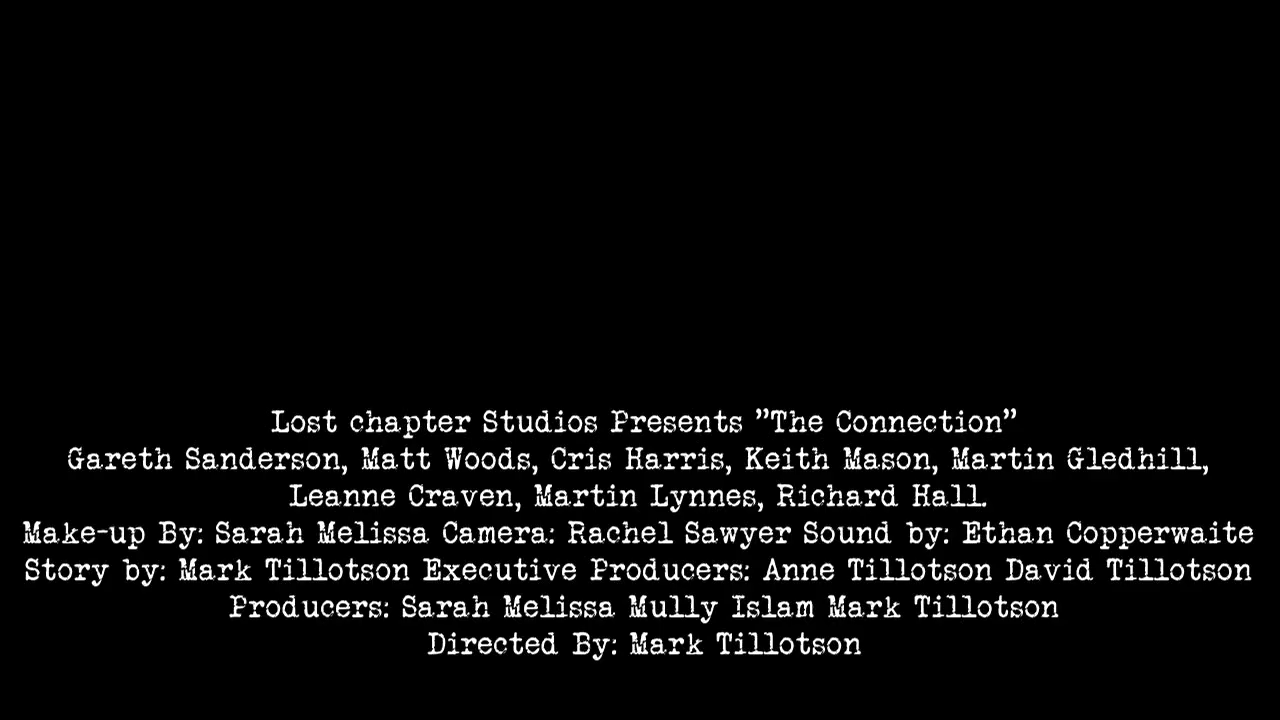 Lost chapter Studios Presents ”The Connection”
Gareth Sanderson, Matt Woods, Cris Harris, Keith Mason, Martin Gledhill,
Leanne Craven, Martin Lynnes, Richard Hall.
Make-up By: Sarah Melissa Camera: Rachel Sawyer Sound by: Ethan Copperwaite
Story by: Mark Tillotson Executive Producers: Anne Tillotson David Tillotson
Producers: Sarah Melissa Mully Islam Mark Tillotson
Directed By: Mark Tillotson